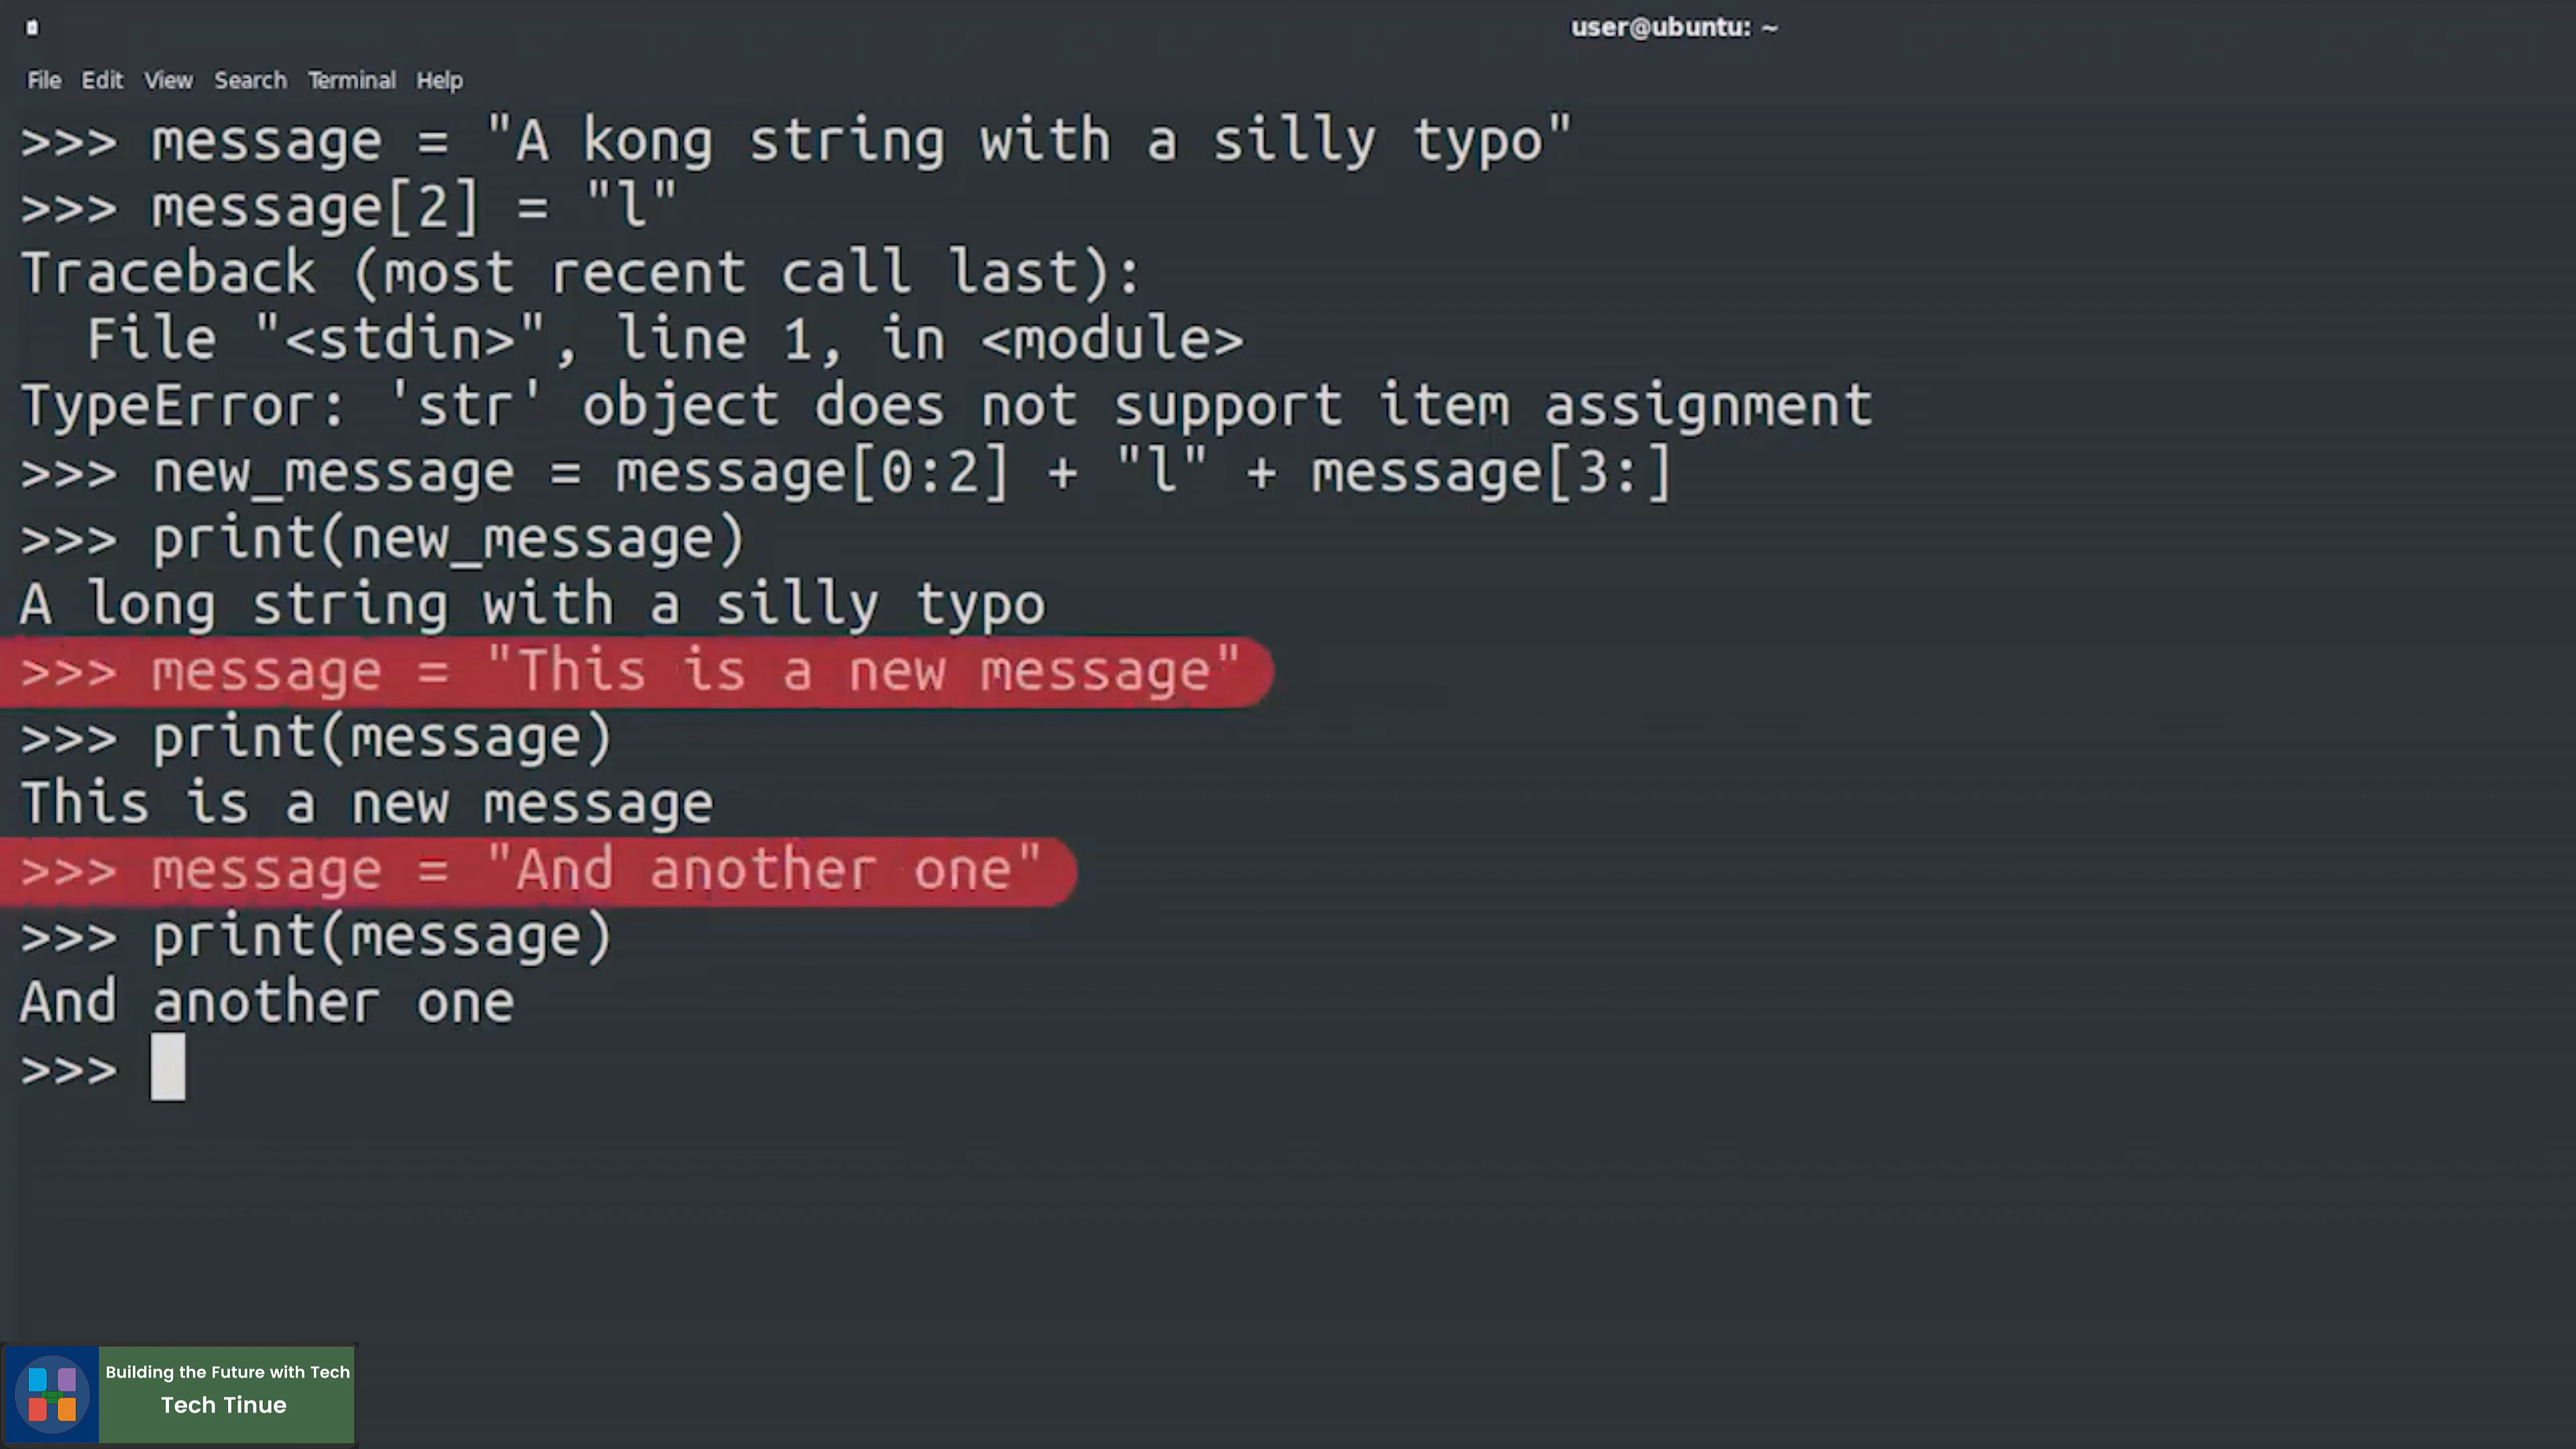 user@ubuntu: ~
File Edit View Search Terminal Help
>>> message = "A kong string with a silly typo"
>>> message[2] = "l"
Traceback (most recent call last):
  File "<stdin>", line 1, in <module>
TypeError: 'str' object does not support item assignment
>>> new_message = message[0:2] + "l" + message[3:]
>>> print(new_message)
A long string with a silly typo
>>> message = "This is a new message"
>>> print(message)
This is a new message
>>> message = "And another one"
>>> print(message)
And another one
>>>
Building the Future with Tech
Tech Tinue